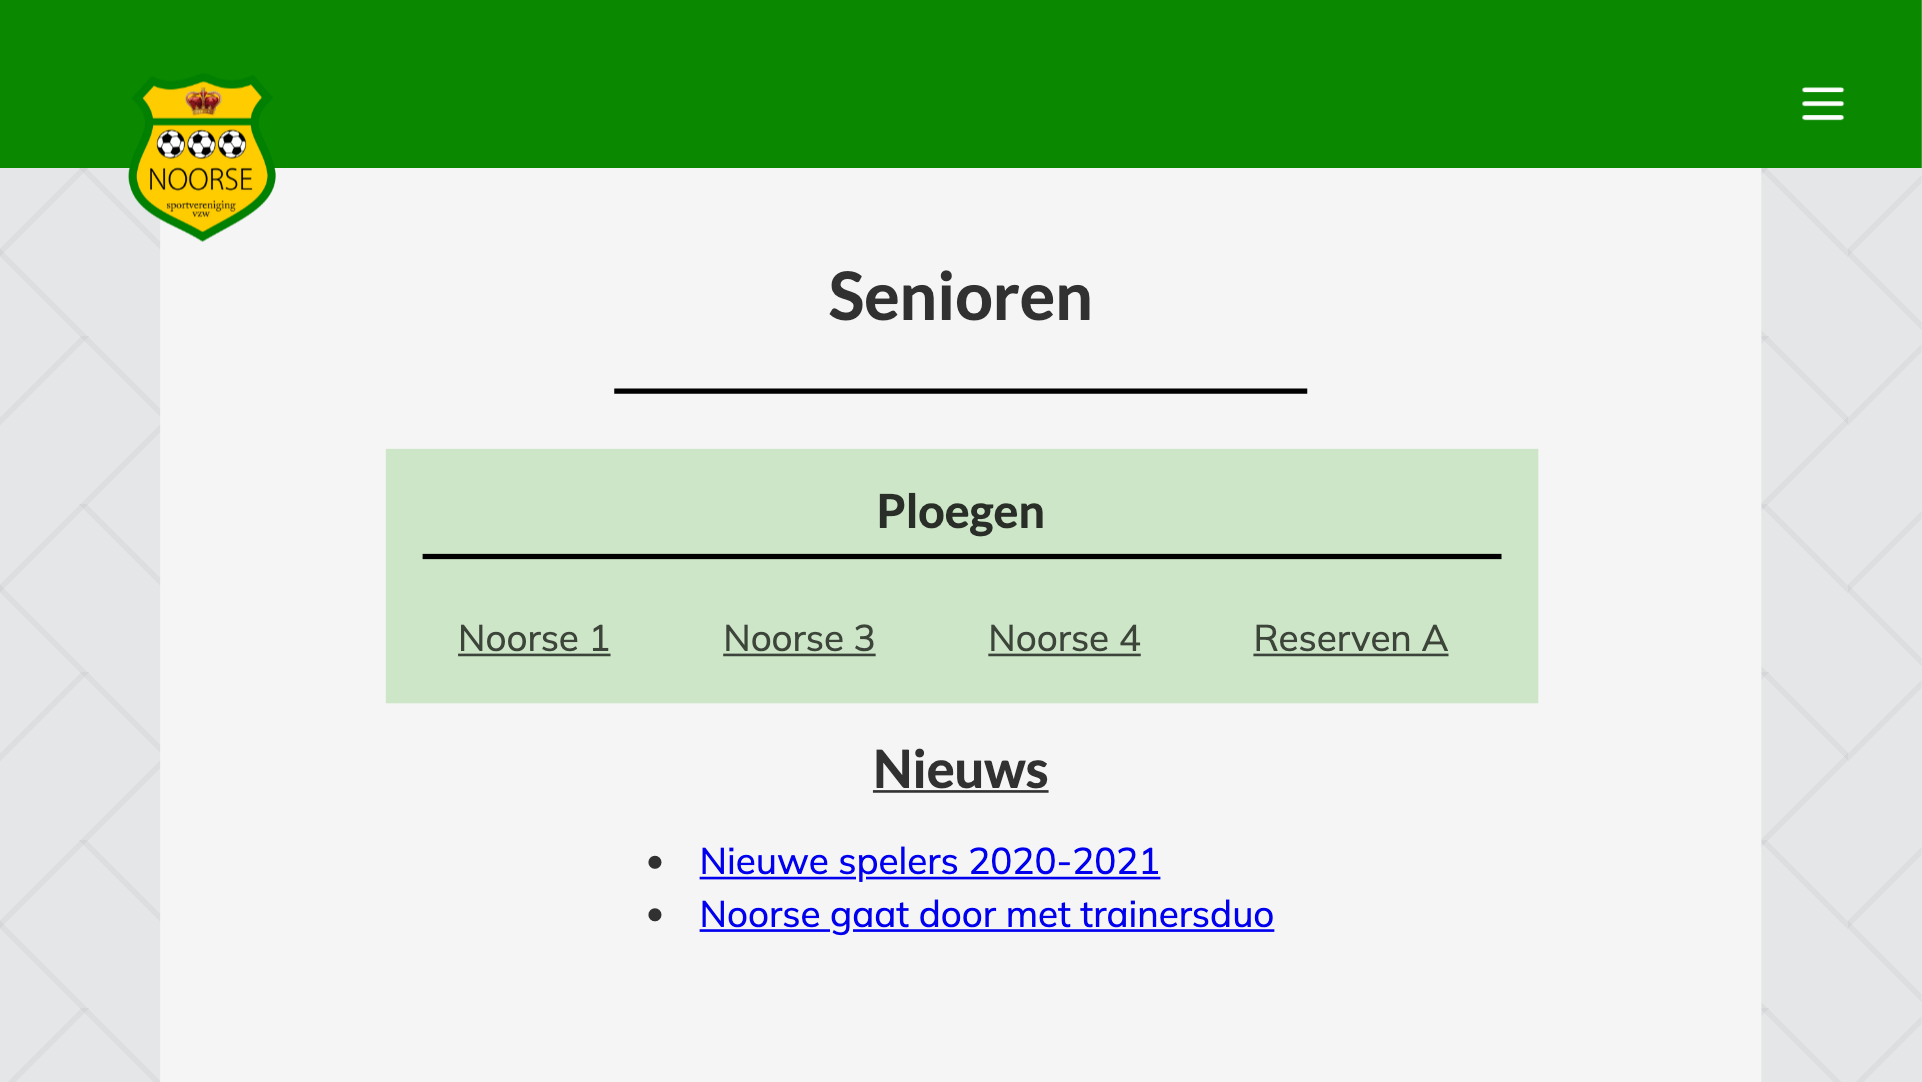 NOORSE
sportvereniging
vzw
Senioren
Ploegen
Noorse 1 Noorse 3 Noorse 4 Reserven A
Nieuws
Nieuwe spelers 2020-2021
Noorse gaat door met trainersduo